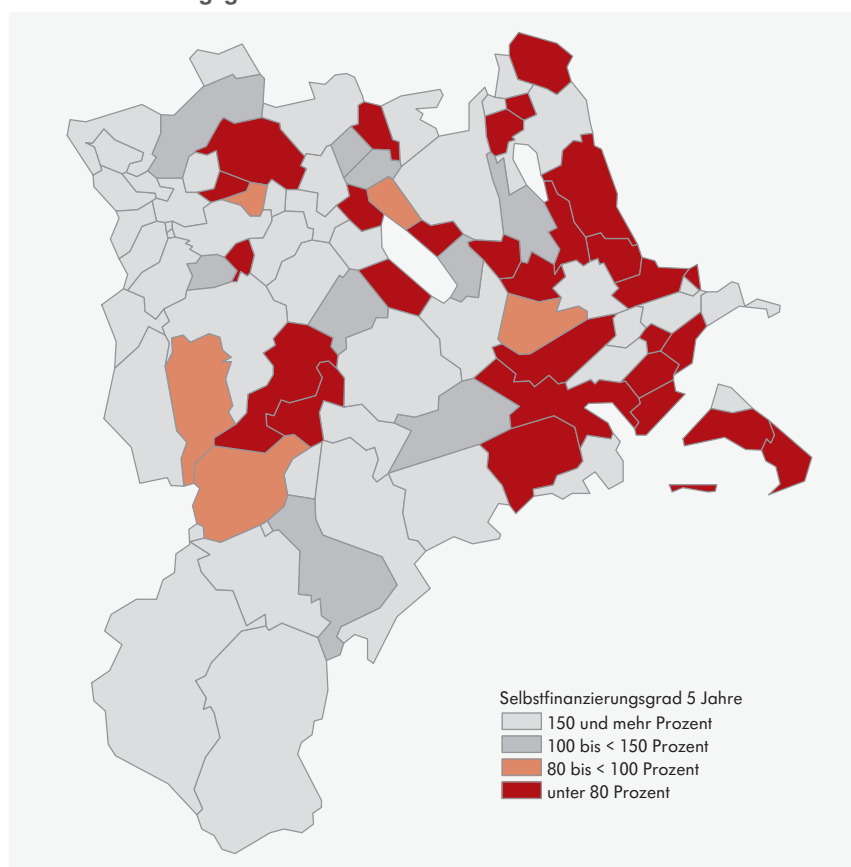 Selbstfinanzierungsgrad 5 Jahre
150 und mehr Prozent
100 bis < 150 Prozent
80 bis < 100 Prozent
unter 80 Prozent